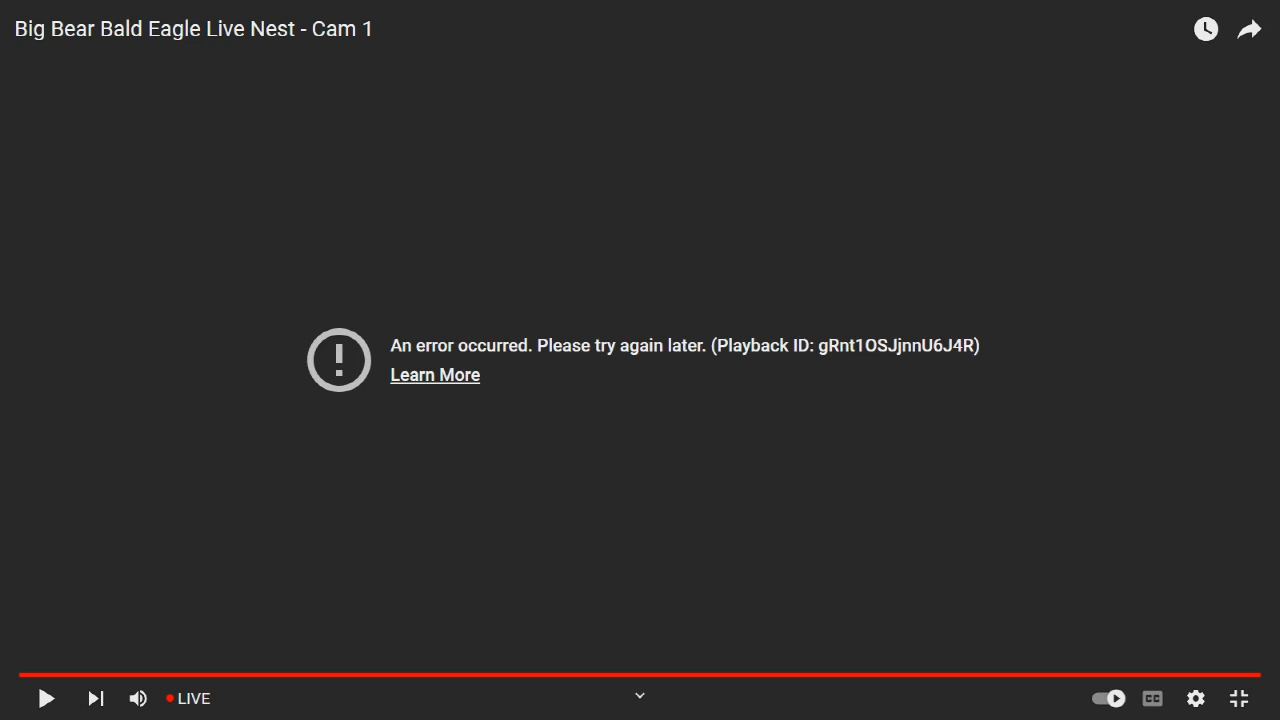 Big Bear Bald Eagle Live Nest - Cam 1
An error occurred. Please try again later. (Playback ID: gRnt1OSJjnnU6J4R)
Learn More
LIVE
CC